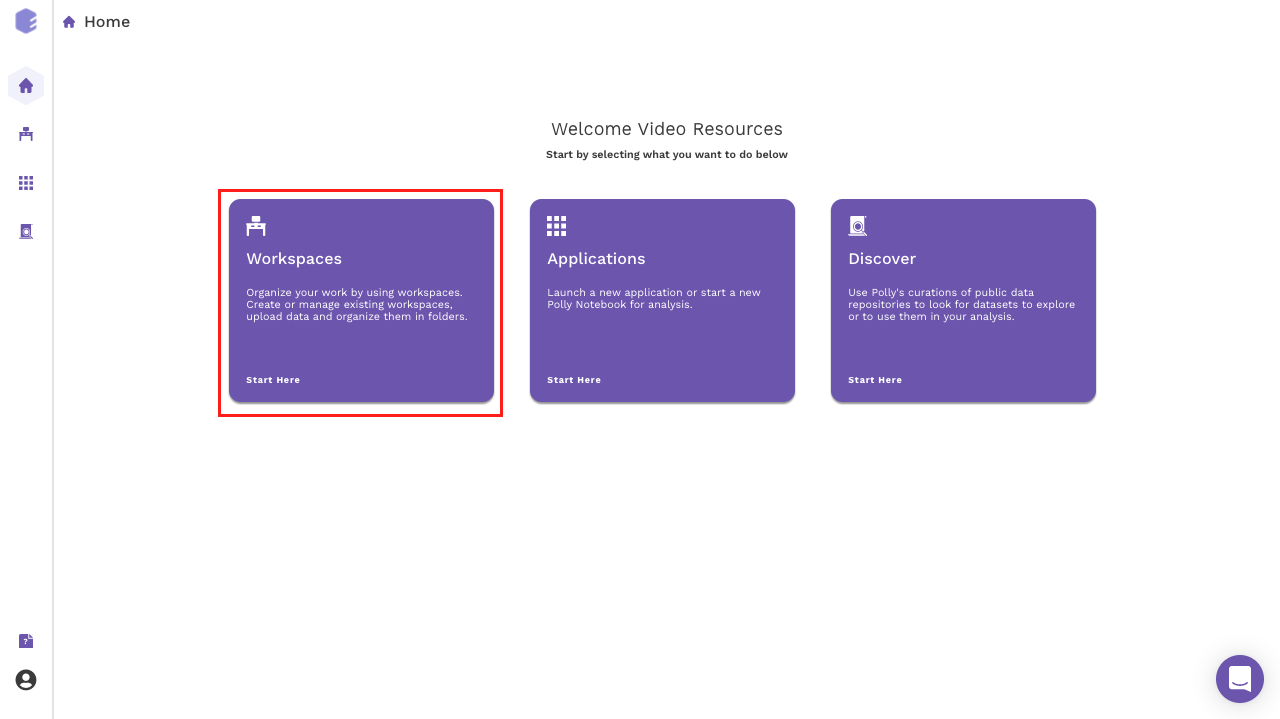 Home
Welcome Video Resources
Start by selecting what you want to do below
Workspaces
Organize your work by using workspaces.
Create or manage existing workspaces,
upload data and organize them in folders.
Start Here
Applications
Launch a new application or start a new
Polly Notebook for analysis.
Start Here
Discover
Use Polly's curations of public data
repositories to look for datasets to explore
or to use them in your analysis.
Start Here
?